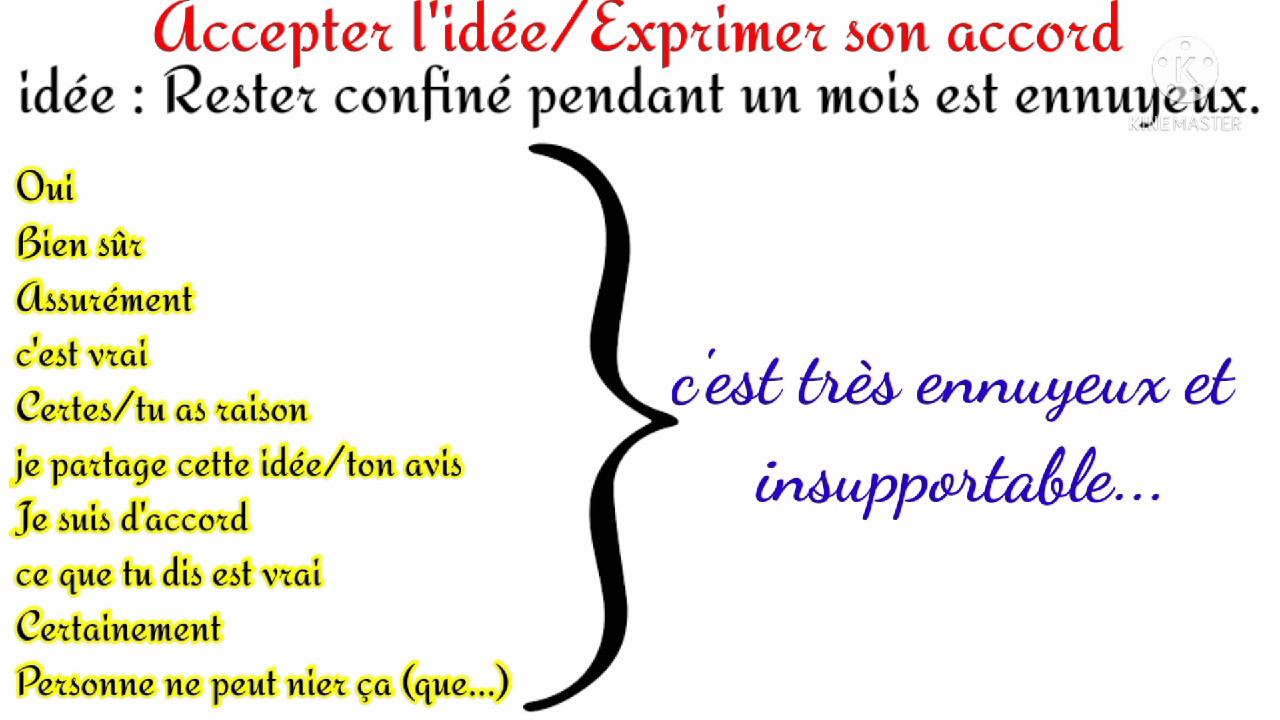 Accepter l'idée/Exprimer son accord
idée : Rester confiné pendant un mois est ennuyeux.
K
KINEMASTER
Oui
Bien sûr
Assurément
c'est vrai
Certes/tu as raison
je partage cette idée/ton avis
Je suis d'accord
ce que tu dis est vrai
Certainement
Personne ne peut nier ça (que...)
c'est très ennuyeux et
insupportable...